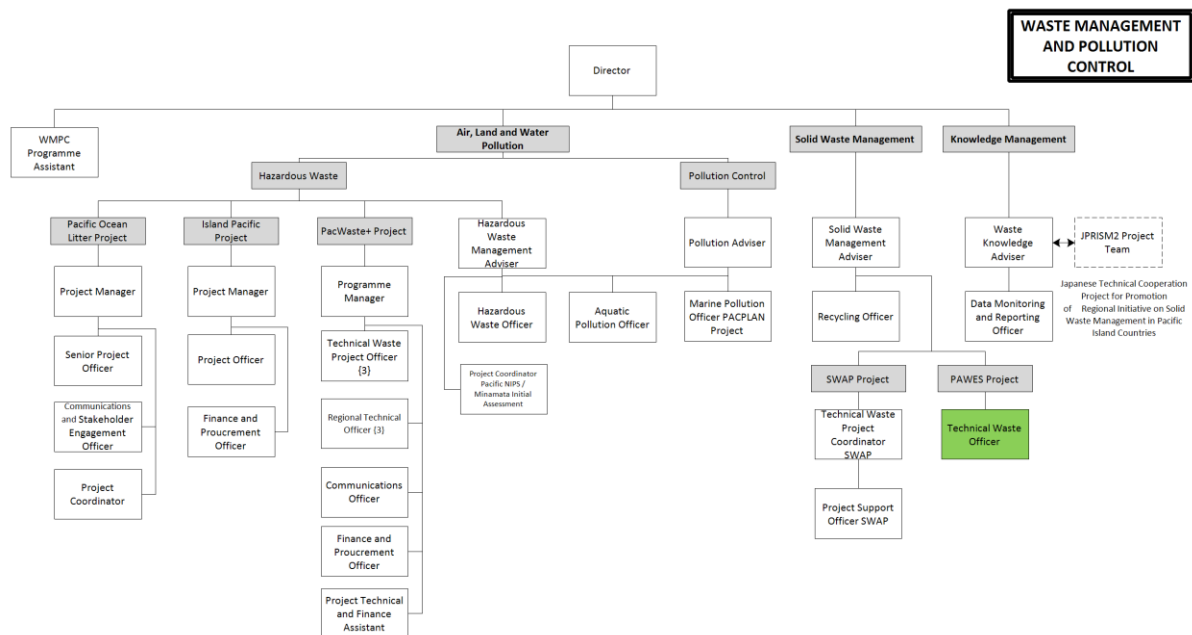 WASTE MANAGEMENT
AND POLLUTION
CONTROL
Director
WMPC
Programme
Assistant
Air, Land and Water
Pollution
Solid Waste Management
Knowledge Management
Hazardous Waste
Pollution Control
Pacific Ocean
Litter Project
Island Pacific
Project
PacWaste+ Project
Hazardous
Waste
Management
Adviser
Pollution Adviser
Solid Waste
Management
Adviser
Waste
Knowledge
Adviser
JPRISM2 Project
Team
Japanese Technical Cooperation
Project for Promotion
of Regional Initiative on Solid
Waste Management in Pacific
Island Countries
Project Manager
Project Manager
Programme
Manager
Hazardous
Waste Officer
Aquatic
Pollution Officer
Marine Pollution
Officer PACPLAN
Project
Recycling Officer
Data Monitoring
and Reporting
Officer
Senior Project
Officer
Project Officer
Technical Waste
Project Officer
{3}
Project Coordinator
Pacific NIPS /
Minamata Initial
Assessment
SWAP Project
PAWES Project
Communications
and Stakeholder
Engagement
Officer
Finance and
Proucrement
Officer
Regional Technical
Officer {3}
Technical Waste
Project
Coordinator
SWAP
Technical Waste
Officer
Project
Coordinator
Communications
Officer
Project Support
Officer SWAP
Finance and
Proucrement
Officer
Project Technical
and Finance
Assistant